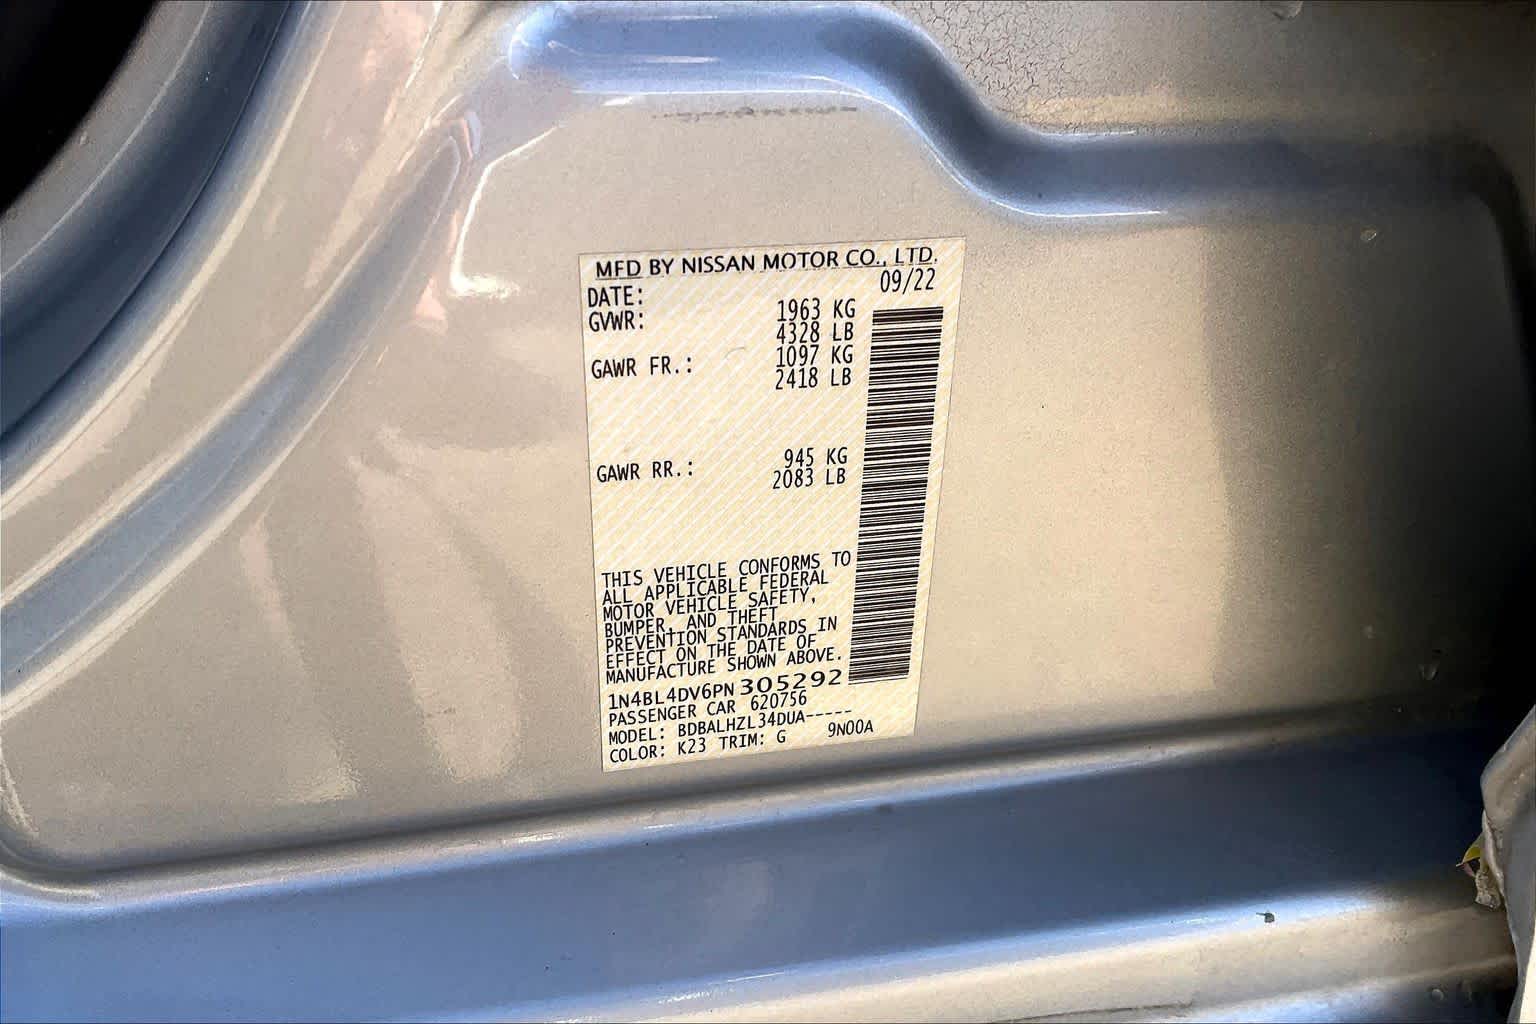 MFD BY NISSAN MOTOR CO., LTD.
DATE: 09/22
GVWR: 1963 KG
4328 LB
GAWR FR.: 1097 KG
2418 LB
GAWR RR.: 945 KG
2083 LB
THIS VEHICLE CONFORMS TO
ALL APPLICABLE FEDERAL
MOTOR VEHICLE SAFETY,
BUMPER, AND THEFT
PREVENTION STANDARDS IN
EFFECT ON THE DATE OF
MANUFACTURE SHOWN ABOVE.
1N4BL4DV6PN305292
PASSENGER CAR 620756
MODEL: BDBALHZL34DUA-----
COLOR: K23 TRIM: G 9N00A